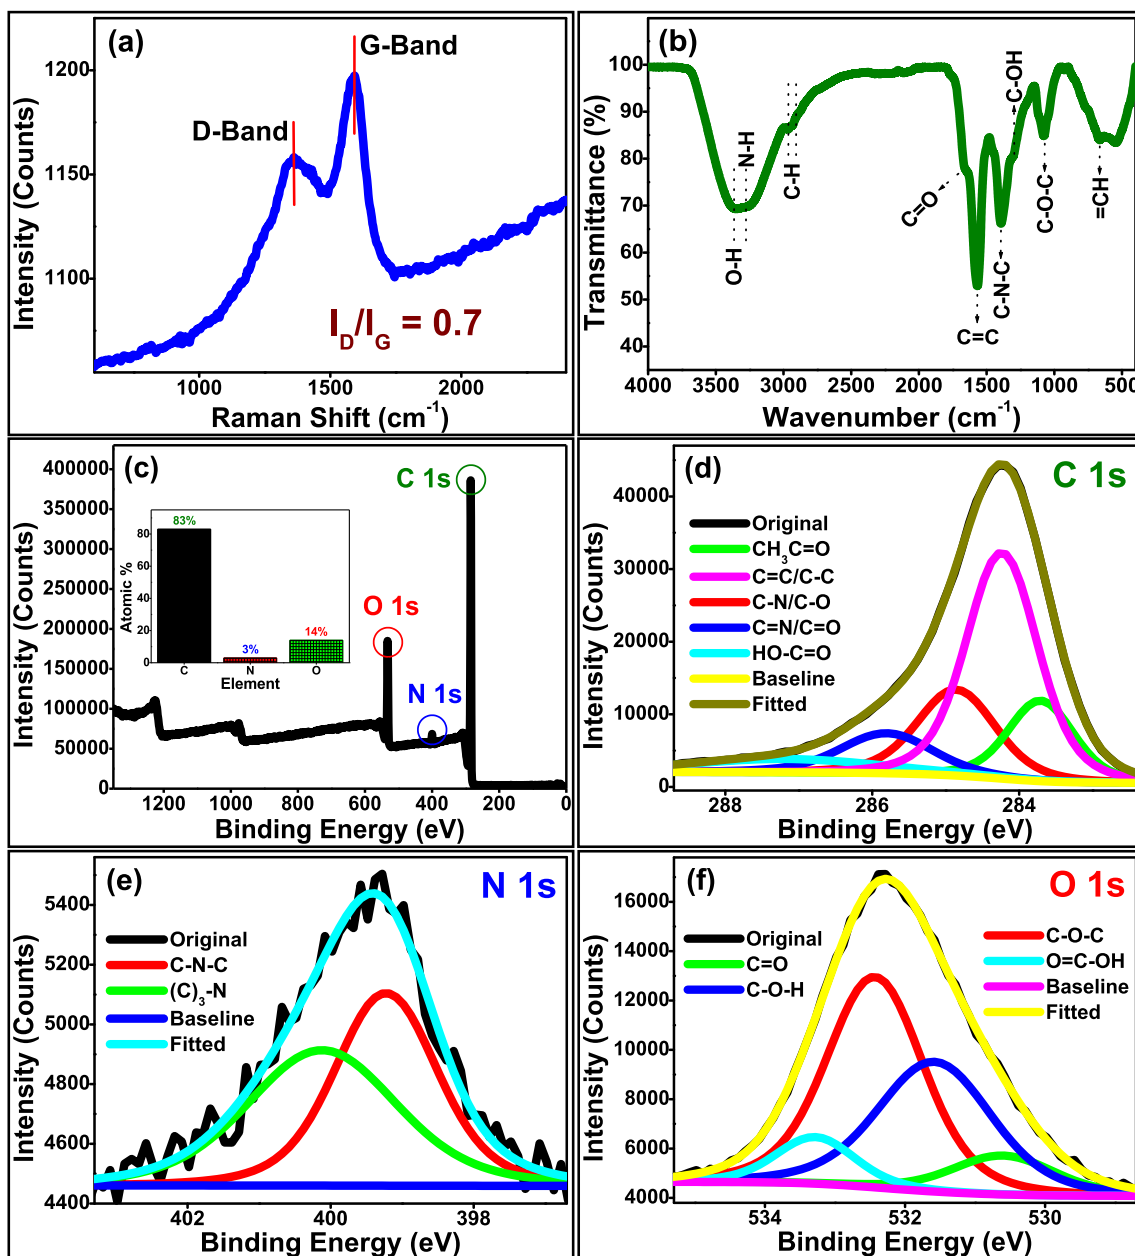 (a)
G-Band
D-Band
I_D/I_G = 0.7
Intensity (Counts)
1200
1150
1100
1000
1500
2000
Raman Shift (cm⁻¹)
(b)
Transmittance (%)
100
90
80
70
60
50
40
O-H
N-H
C-H
C=O
C=C
C-N-C
C-OH
C-O-C
=CH
4000
3500
3000
2000
1500
1000
500
Wavenumber (cm⁻¹)
(c)
Intensity (Counts)
400000
350000
300000
250000
200000
150000
100000
50000
0
C 1s
O 1s
N 1s
Atomic %
80
60
40
20
0
83%
3%
14%
C
N
O
Element
1200
1000
800
600
400
200
0
Binding Energy (eV)
(d)
C 1s
Intensity (Counts)
40000
30000
20000
10000
0
Original
CH₃C=O
C=C/C-C
C-N/C-O
C=N/C=O
HO-C=O
Baseline
Fitted
288
286
284
Binding Energy (eV)
(e)
N 1s
Intensity (Counts)
5400
5200
5000
4800
4600
4400
Original
C-N-C
(C)₃-N
Baseline
Fitted
402
400
398
Binding Energy (eV)
(f)
O 1s
Intensity (Counts)
16000
14000
12000
10000
8000
6000
4000
Original
C=O
C-O-H
C-O-C
O=C-OH
Baseline
Fitted
534
532
530
Binding Energy (eV)